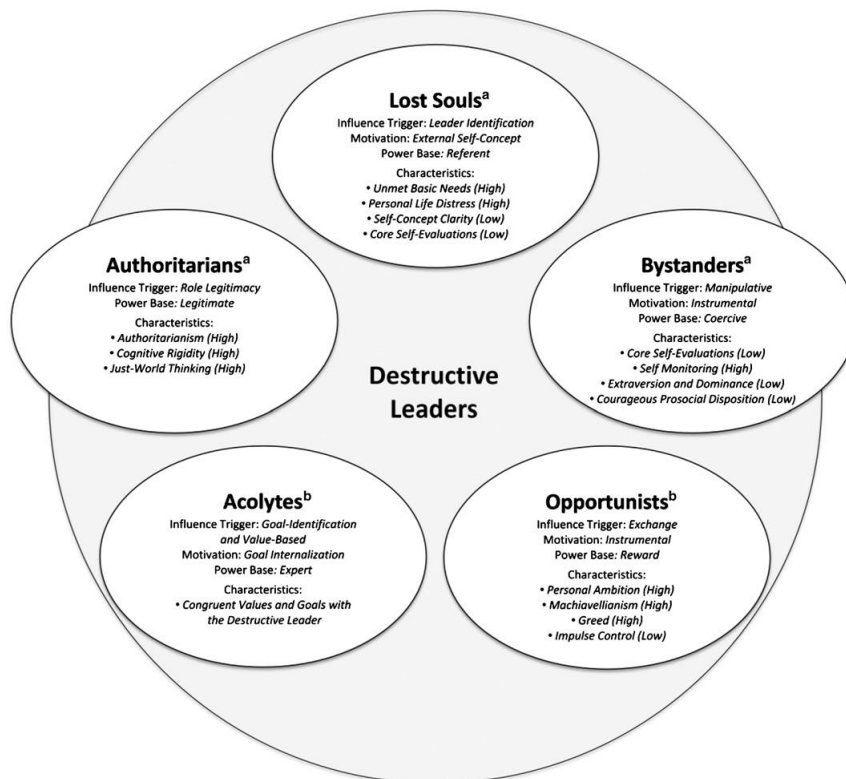 Lost Soulsᵃ
Influence Trigger: Leader Identification
Motivation: External Self-Concept
Power Base: Referent
Characteristics:
• Unmet Basic Needs (High)
• Personal Life Distress (High)
• Self-Concept Clarity (Low)
• Core Self-Evaluations (Low)
Authoritariansᵃ
Influence Trigger: Role Legitimacy
Power Base: Legitimate
Characteristics:
• Authoritarianism (High)
• Cognitive Rigidity (High)
• Just-World Thinking (High)
Bystandersᵃ
Influence Trigger: Manipulative
Motivation: Instrumental
Power Base: Coercive
Characteristics:
• Core Self-Evaluations (Low)
• Self Monitoring (High)
• Extraversion and Dominance (Low)
• Courageous Prosocial Disposition (Low)
Destructive
Leaders
Acolytesᵇ
Influence Trigger: Goal-Identification
and Value-Based
Motivation: Goal Internalization
Power Base: Expert
Characteristics:
• Congruent Values and Goals with
the Destructive Leader
Opportunistsᵇ
Influence Trigger: Exchange
Motivation: Instrumental
Power Base: Reward
Characteristics:
• Personal Ambition (High)
• Machiavellianism (High)
• Greed (High)
• Impulse Control (Low)